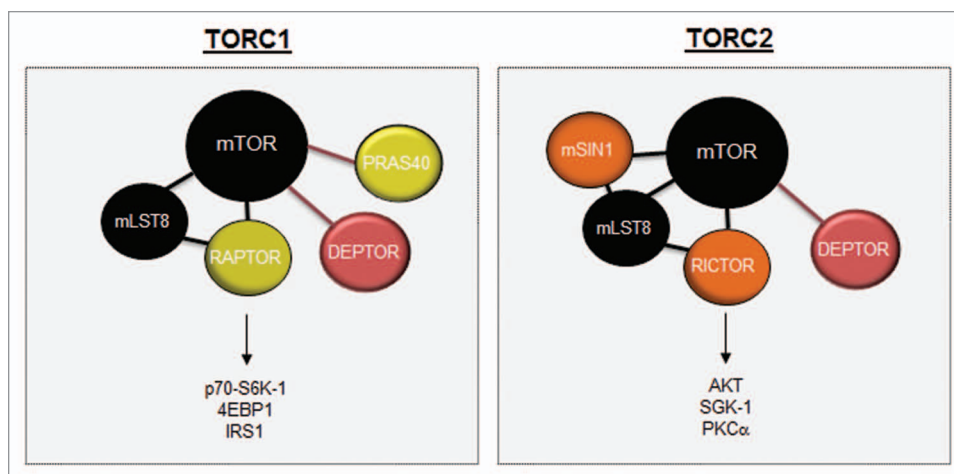 TORC1
mTOR
PRAS40
mLST8
RAPTOR
DEPTOR
p70-S6K-1
4EBP1
IRS1
TORC2
mSIN1
mTOR
mLST8
RICTOR
DEPTOR
AKT
SGK-1
PKCα